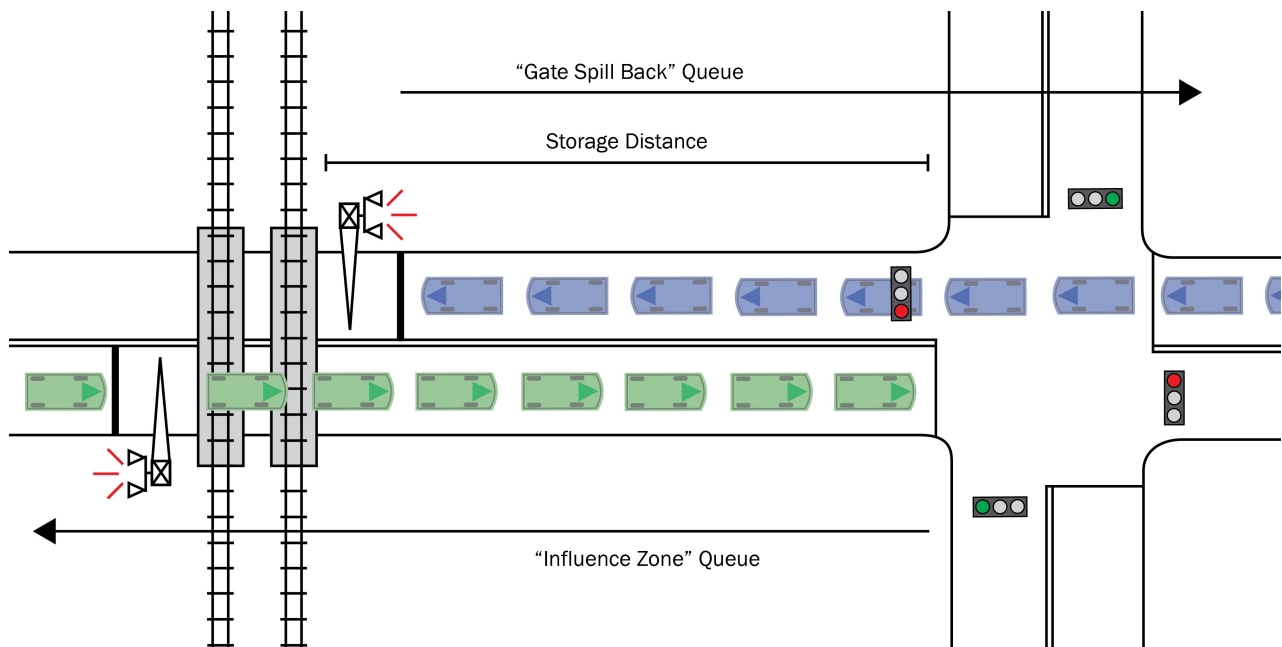 “Gate Spill Back” Queue
Storage Distance
“Influence Zone” Queue